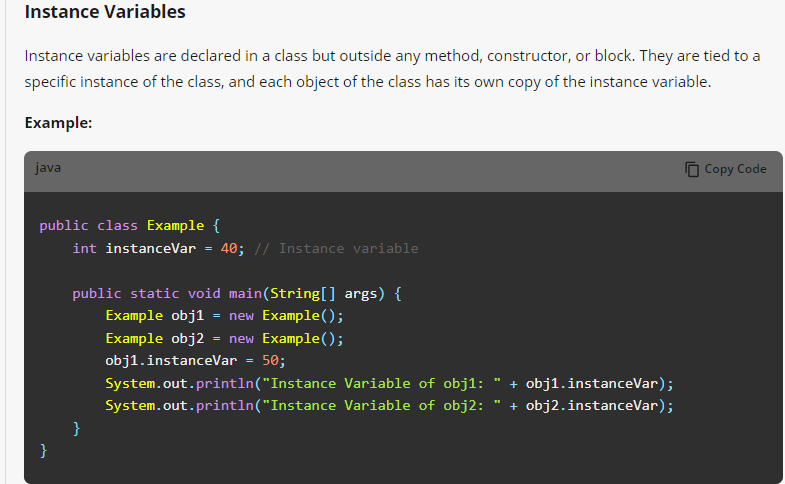 Instance Variables
Instance variables are declared in a class but outside any method, constructor, or block. They are tied to a
specific instance of the class, and each object of the class has its own copy of the instance variable.
Example:
java
Copy Code
public class Example {
    int instanceVar = 40; // Instance variable
    public static void main(String[] args) {
        Example obj1 = new Example();
        Example obj2 = new Example();
        obj1.instanceVar = 50;
        System.out.println("Instance Variable of obj1: " + obj1.instanceVar);
        System.out.println("Instance Variable of obj2: " + obj2.instanceVar);
    }
}